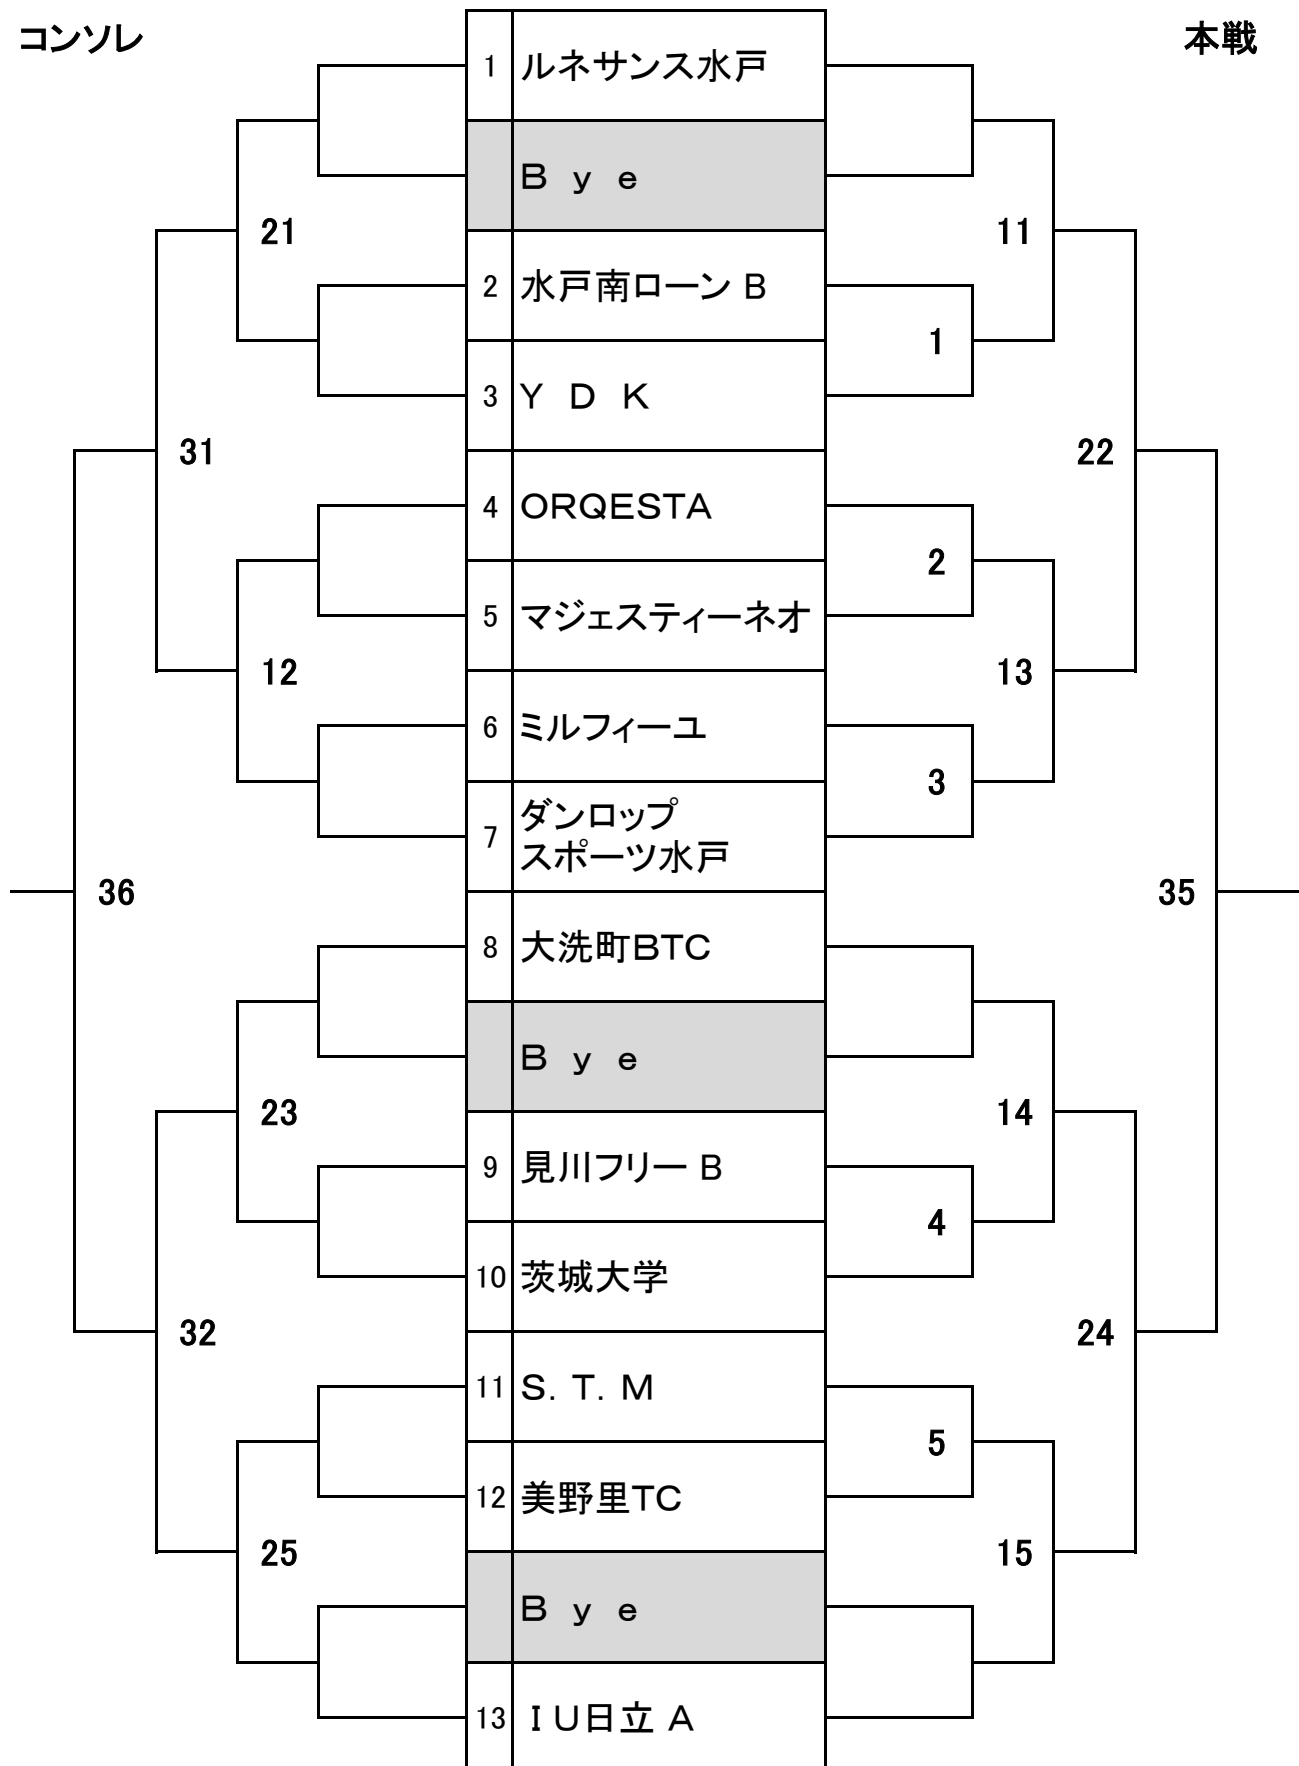 コンソレ
本戦
1 ルネサンス水戸
Ｂ ｙ ｅ
21
11
2 水戸南ローン B
1
3 Ｙ Ｄ Ｋ
31
22
4 ORQESTA
2
5 マジェスティーネオ
12
13
6 ミルフィーユ
3
7 ダンロップ
スポーツ水戸
36
35
8 大洗町BTC
Ｂ ｙ ｅ
23
14
9 見川フリー B
4
10 茨城大学
32
24
11 S. T. M
5
12 美野里TC
25
15
Ｂ ｙ ｅ
13 ＩＵ日立 A